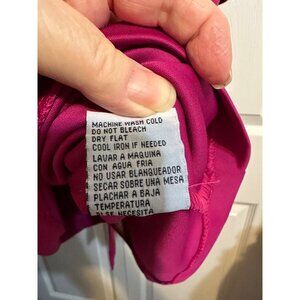 MACHINE WASH COLD
DO NOT BLEACH
DRY FLAT
COOL IRON IF NEEDED
LAVAR A MAQUINA
CON AGUA FRIA
NO USAR BLANQUEADOR
SECAR SOBRE UNA MESA
PLANCHAR A BAJA
TEMPERATURA
NECESITA